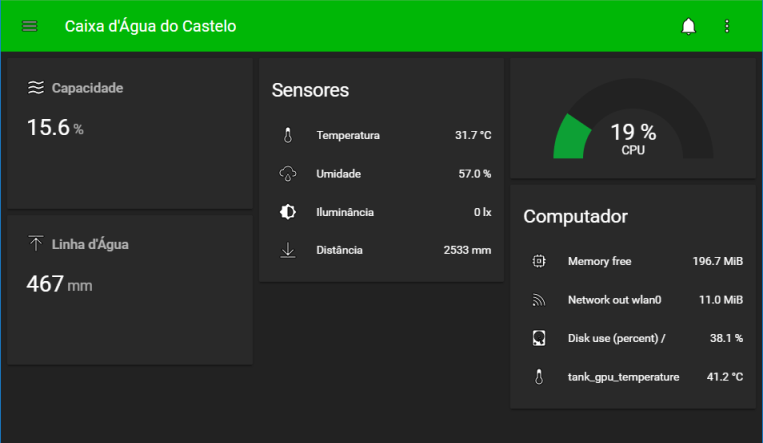 Caixa d'Água do Castelo
Capacidade
15.6 %
Linha d'Água
467 mm
Sensores
Temperatura 31.7 °C
Umidade 57.0 %
Iluminância 0 lx
Distância 2533 mm
19 %
CPU
Computador
Memory free 196.7 MiB
Network out wlan0 11.0 MiB
Disk use (percent) / 38.1 %
tank_gpu_temperature 41.2 °C